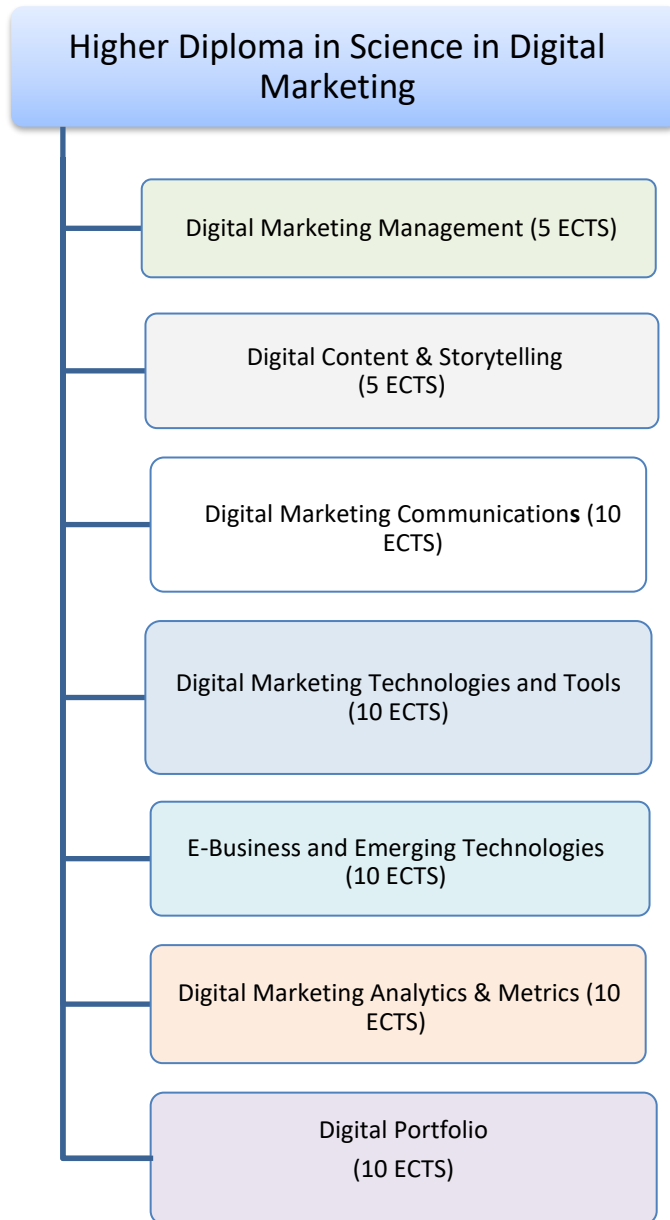 Higher Diploma in Science in Digital
Marketing
Digital Marketing Management (5 ECTS)
Digital Content & Storytelling
(5 ECTS)
Digital Marketing Communications (10
ECTS)
Digital Marketing Technologies and Tools
(10 ECTS)
E-Business and Emerging Technologies
(10 ECTS)
Digital Marketing Analytics & Metrics (10
ECTS)
Digital Portfolio
(10 ECTS)